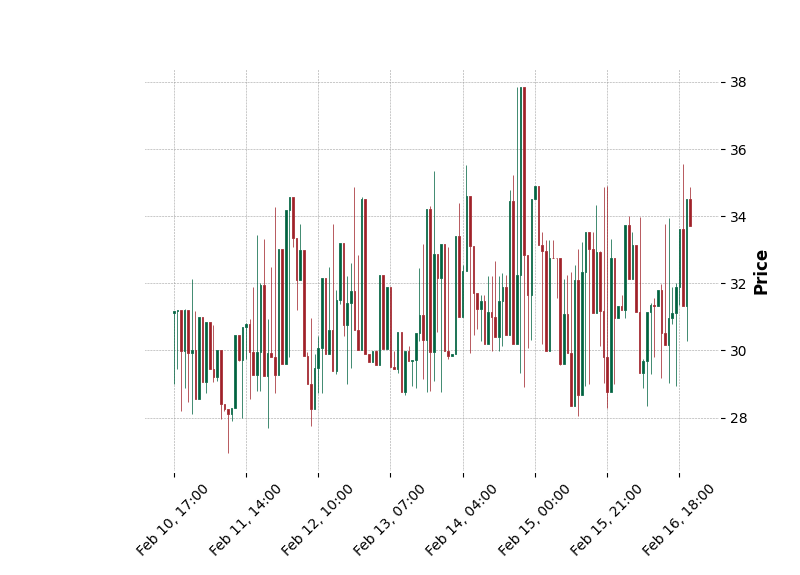 38
36
34
32
30
28
Price
Feb 10, 17:00
Feb 11, 14:00
Feb 12, 10:00
Feb 13, 07:00
Feb 14, 04:00
Feb 15, 00:00
Feb 15, 21:00
Feb 16, 18:00